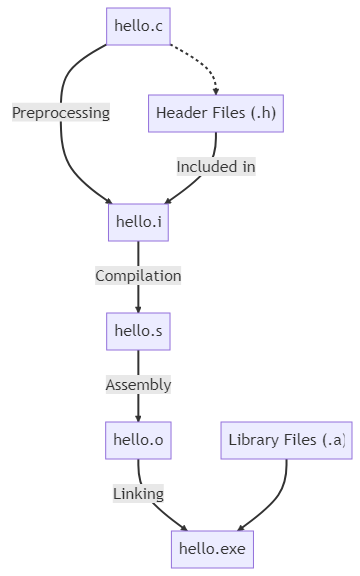 hello.c
Preprocessing
Header Files (.h)
Included in
hello.i
Compilation
hello.s
Assembly
hello.o
Library Files (.a)
Linking
hello.exe